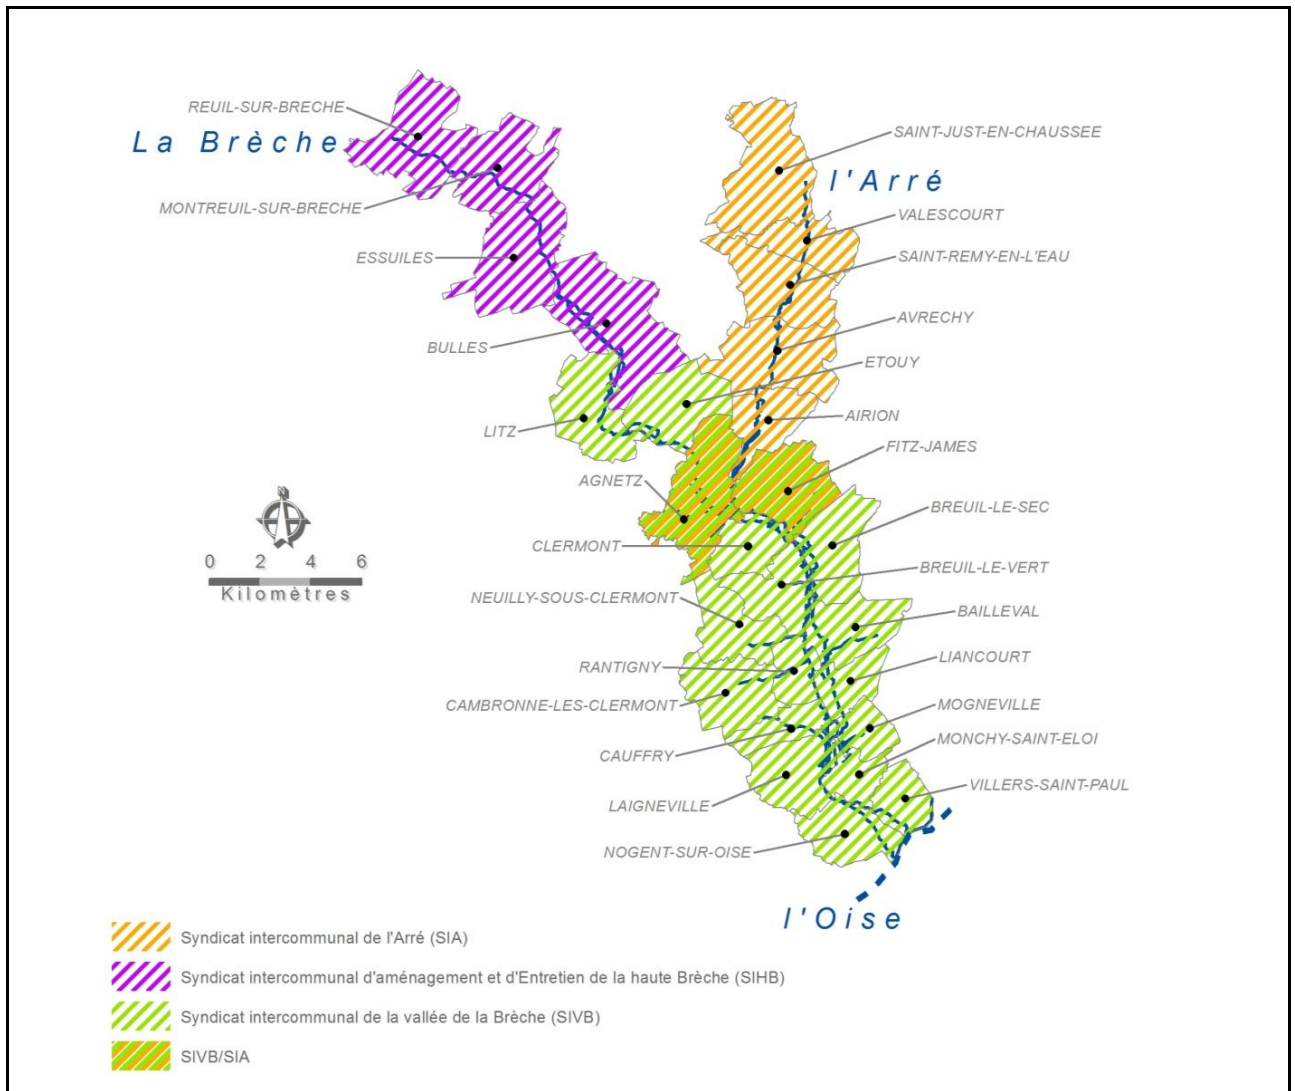 REUIL-SUR-BRECHE
La Brèche
MONTREUIL-SUR-BRECHE
ESSUILES
BULLES
LITZ
SAINT-JUST-EN-CHAUSSEE
l'Arré
VALESCOURT
SAINT-REMY-EN-L'EAU
AVRECHY
ETOUY
AIRION
FITZ-JAMES
AGNETZ
BREUIL-LE-SEC
CLERMONT
BREUIL-LE-VERT
NEUILLY-SOUS-CLERMONT
BAILLEVAL
RANTIGNY
LIANCOURT
CAMBRONNE-LES-CLERMONT
MOGNEVILLE
CAUFFRY
MONCHY-SAINT-ELOI
LAIGNEVILLE
VILLERS-SAINT-PAUL
NOGENT-SUR-OISE
l'Oise
N
0 2 4 6
Kilomètres
Syndicat intercommunal de l'Arré (SIA)
Syndicat intercommunal d'aménagement et d'Entretien de la haute Brèche (SIHB)
Syndicat intercommunal de la vallée de la Brèche (SIVB)
SIVB/SIA